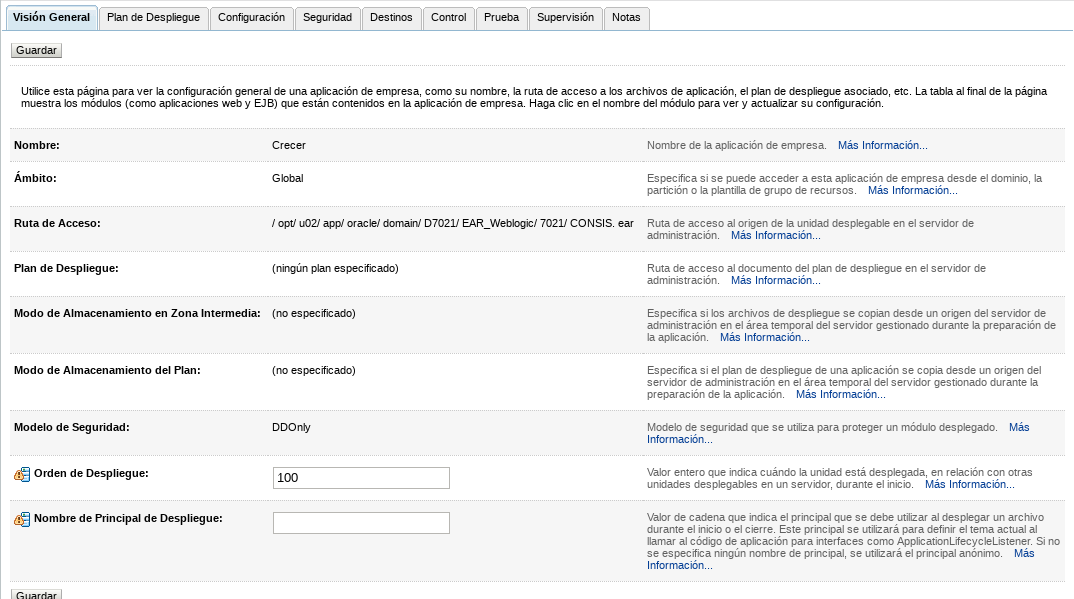 Visión General Plan de Despliegue Configuración Seguridad Destinos Control Prueba Supervisión Notas
Guardar
Utilice esta página para ver la configuración general de una aplicación de empresa, como su nombre, la ruta de acceso a los archivos de aplicación, el plan de despliegue asociado, etc. La tabla al final de la página
muestra los módulos (como aplicaciones web y EJB) que están contenidos en la aplicación de empresa. Haga clic en el nombre del módulo para ver y actualizar su configuración.
Nombre: Crecer Nombre de la aplicación de empresa. Más Información...
Ámbito: Global Especifica si se puede acceder a esta aplicación de empresa desde el dominio, la
partición o la plantilla de grupo de recursos. Más Información...
Ruta de Acceso: / opt/ u02/ app/ oracle/ domain/ D7021/ EAR_Weblogic/ 7021/ CONSIS. ear Ruta de acceso al origen de la unidad desplegable en el servidor de
administración. Más Información...
Plan de Despliegue: (ningún plan especificado) Ruta de acceso al documento del plan de despliegue en el servidor de
administración. Más Información...
Modo de Almacenamiento en Zona Intermedia: (no especificado) Especifica si los archivos de despliegue se copian desde un origen del servidor de
administración en el área temporal del servidor gestionado durante la preparación de
la aplicación. Más Información...
Modo de Almacenamiento del Plan: (no especificado) Especifica si el plan de despliegue de una aplicación se copia desde un origen del
servidor de administración en el área temporal del servidor gestionado durante la
preparación de la aplicación. Más Información...
Modelo de Seguridad: DDOnly Modelo de seguridad que se utiliza para proteger un módulo desplegado. Más
Información...
Orden de Despliegue: 100 Valor entero que indica cuándo la unidad está desplegada, en relación con otras
unidades desplegables en un servidor, durante el inicio. Más Información...
Nombre de Principal de Despliegue: Valor de cadena que indica el principal que se debe utilizar al desplegar un archivo
durante el inicio o el cierre. Este principal se utilizará para definir el tema actual al
llamar al código de aplicación para interfaces como ApplicationLifecycleListener. Si no
se especifica ningún nombre de principal, se utilizará el principal anónimo. Más
Información...
Guardar